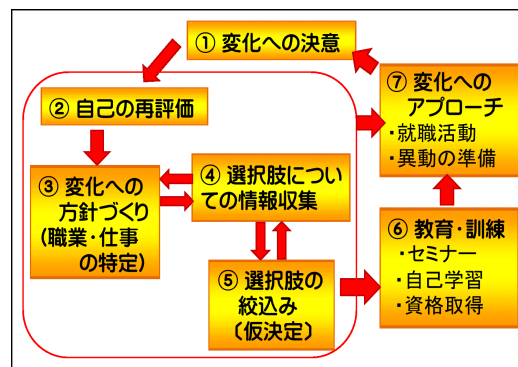 ① 変化への決意
② 自己の再評価
③ 変化への
方針づくり
(職業・仕事
の特定)
④ 選択肢につい
ての情報収集
⑤ 選択肢の
絞込み
(仮決定)
⑥ 教育・訓練
・セミナー
・自己学習
・資格取得
⑦ 変化への
アプローチ
・就職活動
・異動の準備